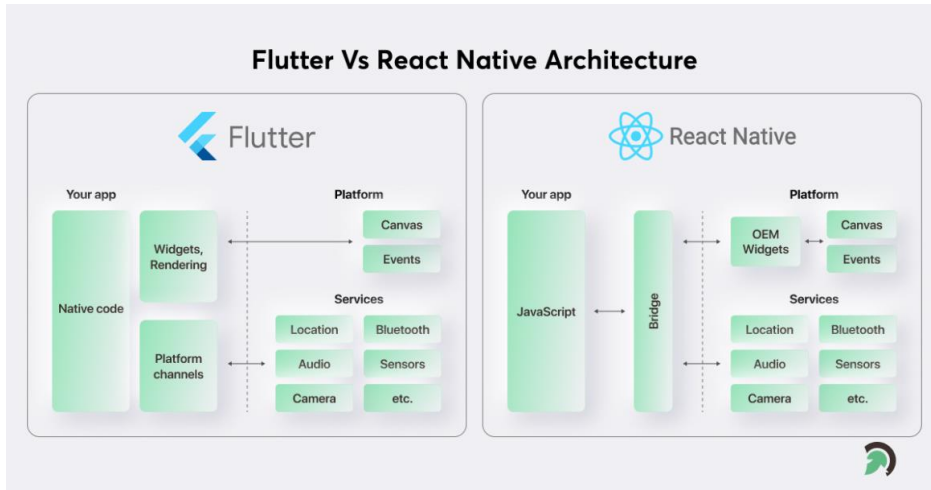 Flutter Vs React Native Architecture
Flutter
Your app
Platform
Native code
Widgets,
Rendering
Platform
channels
Canvas
Events
Services
Location
Bluetooth
Audio
Sensors
Camera
etc.
React Native
Your app
Platform
JavaScript
Bridge
OEM
Widgets
Canvas
Events
Services
Location
Bluetooth
Audio
Sensors
Camera
etc.